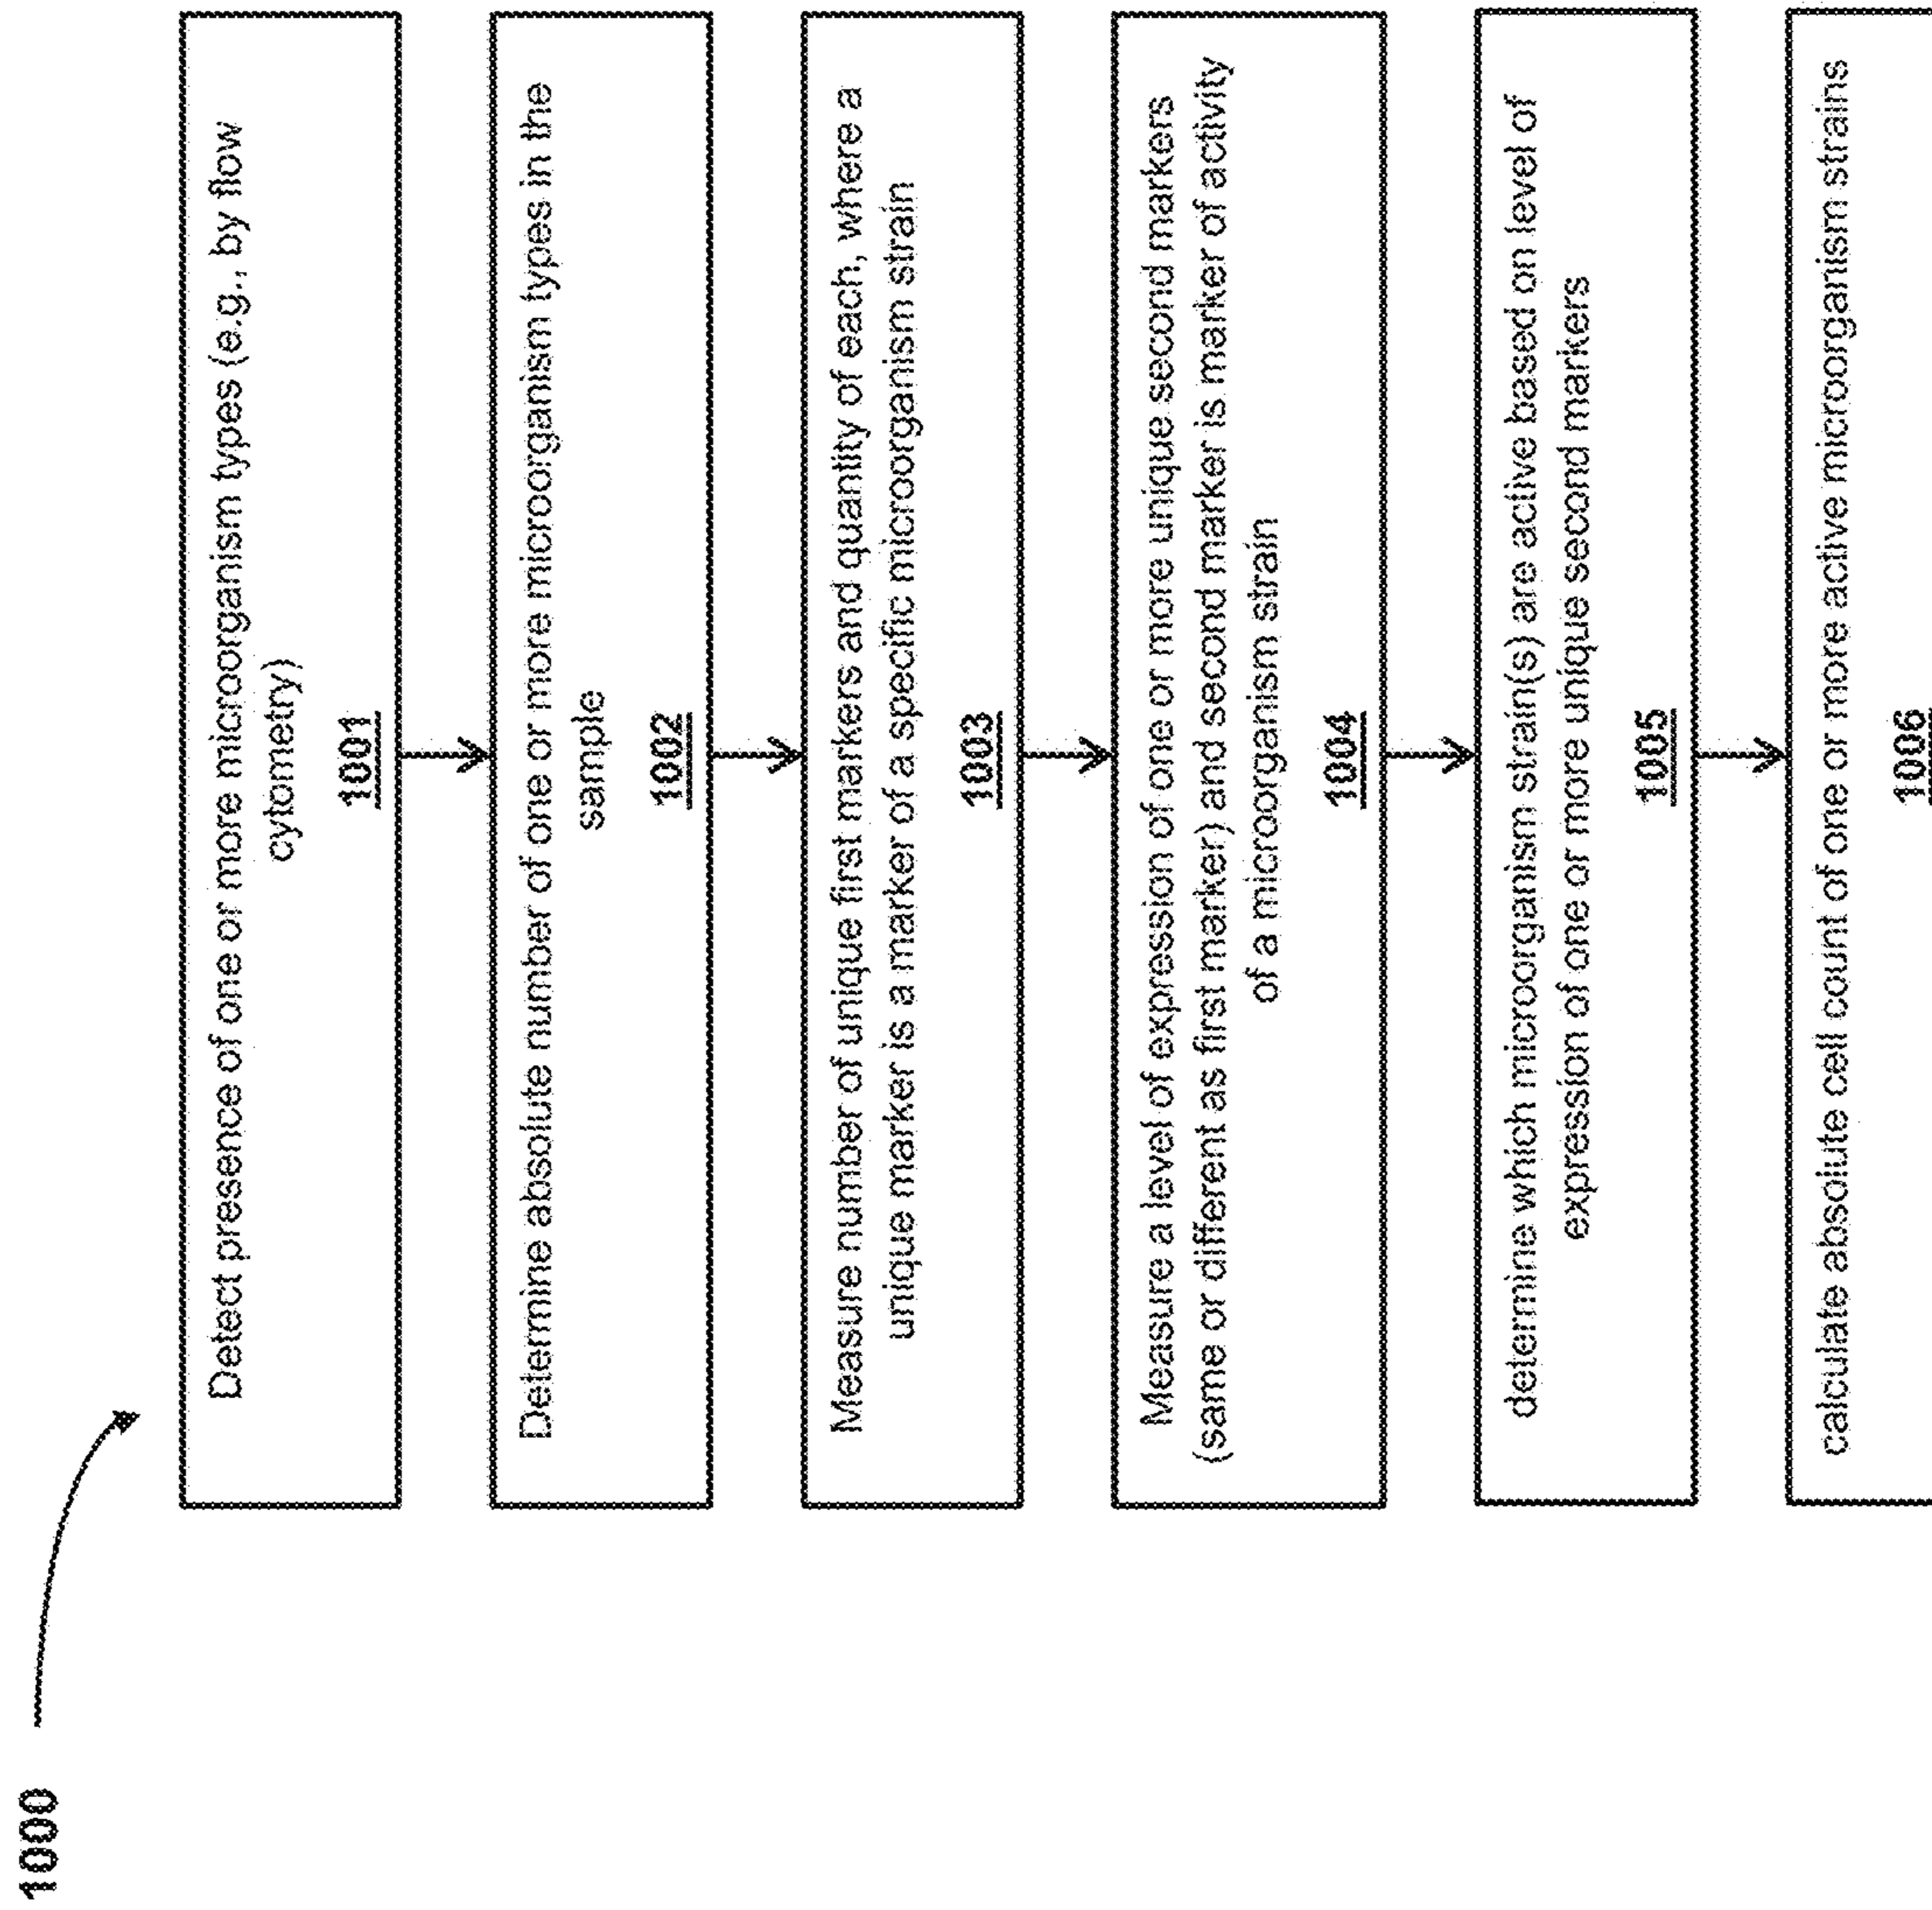 1000
Detect presence of one or more microorganism types (e.g., by flow
cytometry)
1001
Determine absolute number of one or more microorganism types in the
sample
1002
Measure number of unique first markers and quantity of each, where a
unique marker is a marker of a specific microorganism strain
1003
Measure a level of expression of one or more unique second markers
(same or different as first marker) and second marker is marker of activity
of a microorganism strain
1004
determine which microorganism strain(s) are active based on level of
expression of one or more unique second markers
1005
calculate absolute cell count of one or more active microorganism strains
1006